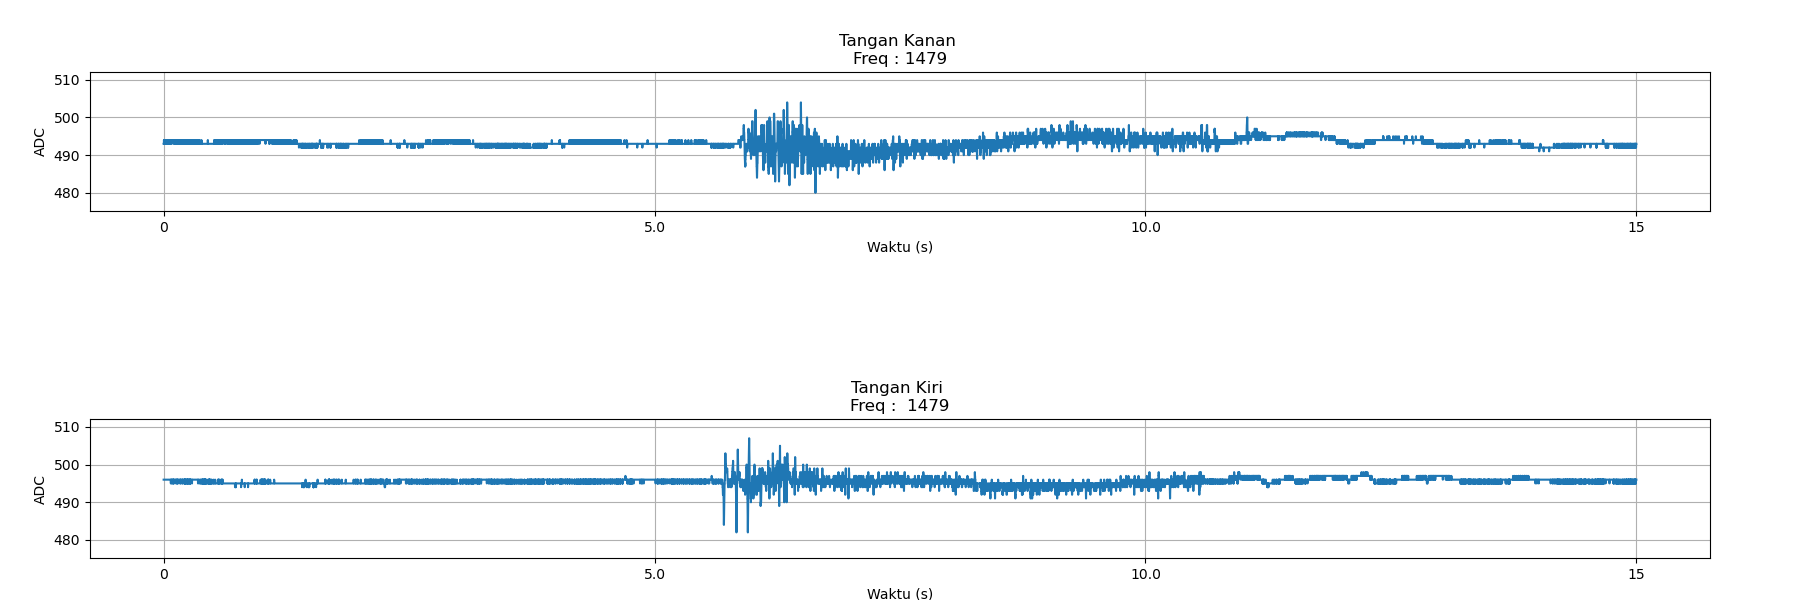 Tangan Kanan
Freq : 1479
510
500
490
480
ADC
0
5.0
10.0
15
Waktu (s)
Tangan Kiri
Freq :  1479
510
500
490
480
ADC
0
5.0
10.0
15
Waktu (s)